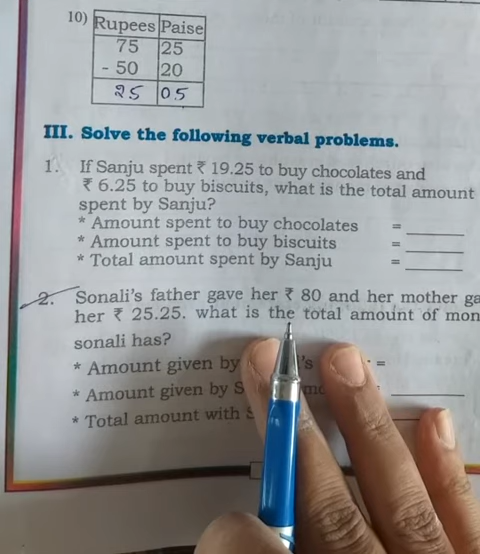 10)
Rupees Paise
75 25
- 50 20
25 05
III. Solve the following verbal problems.
1. If Sanju spent ₹ 19.25 to buy chocolates and
₹ 6.25 to buy biscuits, what is the total amount
spent by Sanju?
* Amount spent to buy chocolates =
* Amount spent to buy biscuits =
* Total amount spent by Sanju =
2. Sonali's father gave her ₹ 80 and her mother ga
her ₹ 25.25. what is the total amount of mon
sonali has?
* Amount given by 's =
* Amount given by S mo
* Total amount with